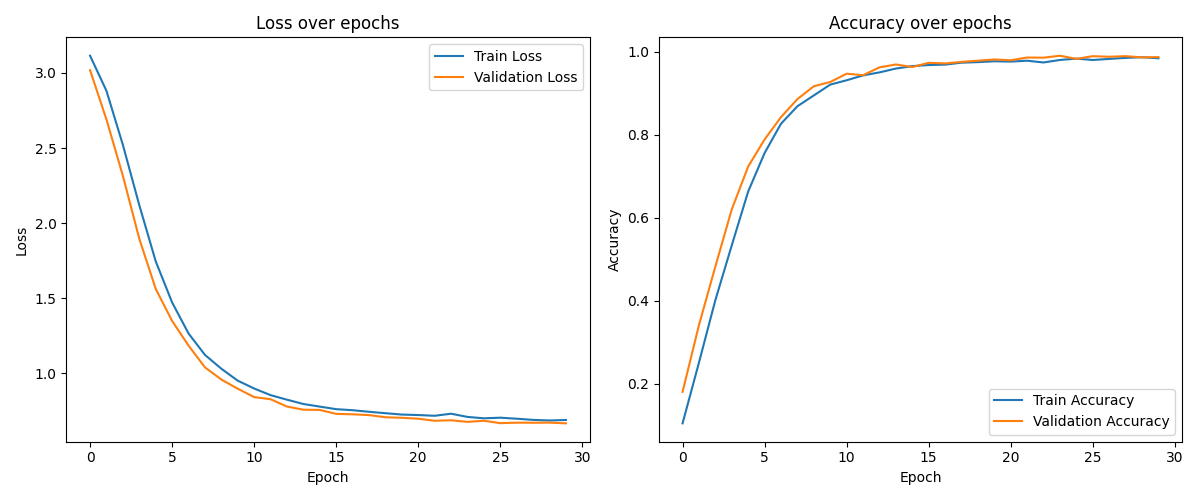 Loss over epochs
3.0
2.5
2.0
1.5
1.0
Loss
0 5 10 15 20 25 30
Epoch
Train Loss
Validation Loss
Accuracy over epochs
1.0
0.8
0.6
0.4
0.2
Accuracy
0 5 10 15 20 25 30
Epoch
Train Accuracy
Validation Accuracy